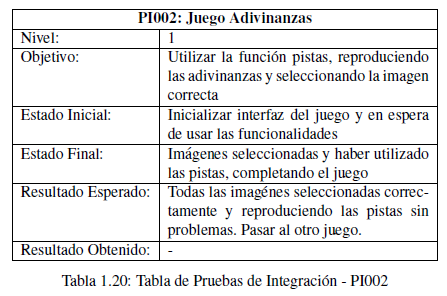 PI002: Juego Adivinanzas
Nivel: 1
Objetivo: Utilizar la función pistas, reproduciendo
las adivinanzas y seleccionando la imagen
correcta
Estado Inicial: Inicializar interfaz del juego y en espera
de usar las funcionalidades
Estado Final: Imágenes seleccionadas y haber utilizado
las pistas, completando el juego
Resultado Esperado: Todas las imagénes seleccionadas correc-
tamente y reproduciendo las pistas sin
problemas. Pasar al otro juego.
Resultado Obtenido: -
Tabla 1.20: Tabla de Pruebas de Integración - PI002